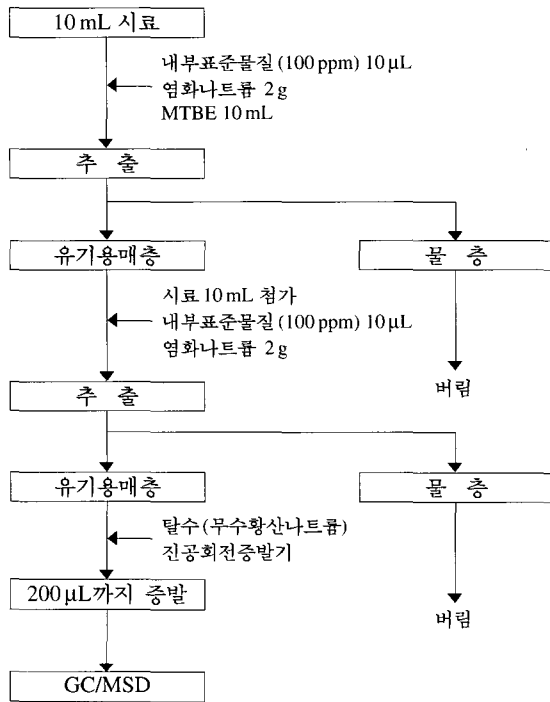 10 mL 시료
내부표준물질 (100 ppm) 10 μL
염화나트륨 2 g
MTBE 10 mL
추 출
유기용매층
물 층
시료 10 mL 첨가
내부표준물질 (100 ppm) 10 μL
염화나트륨 2 g
버림
추 출
유기용매층
물 층
탈수 (무수황산나트륨)
진공회전증발기
200 μL까지 증발
버림
GC/MSD